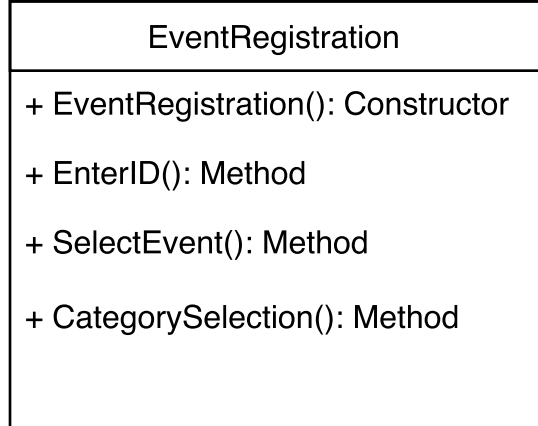 EventRegistration
+ EventRegistration(): Constructor
+ EnterID(): Method
+ SelectEvent(): Method
+ CategorySelection(): Method